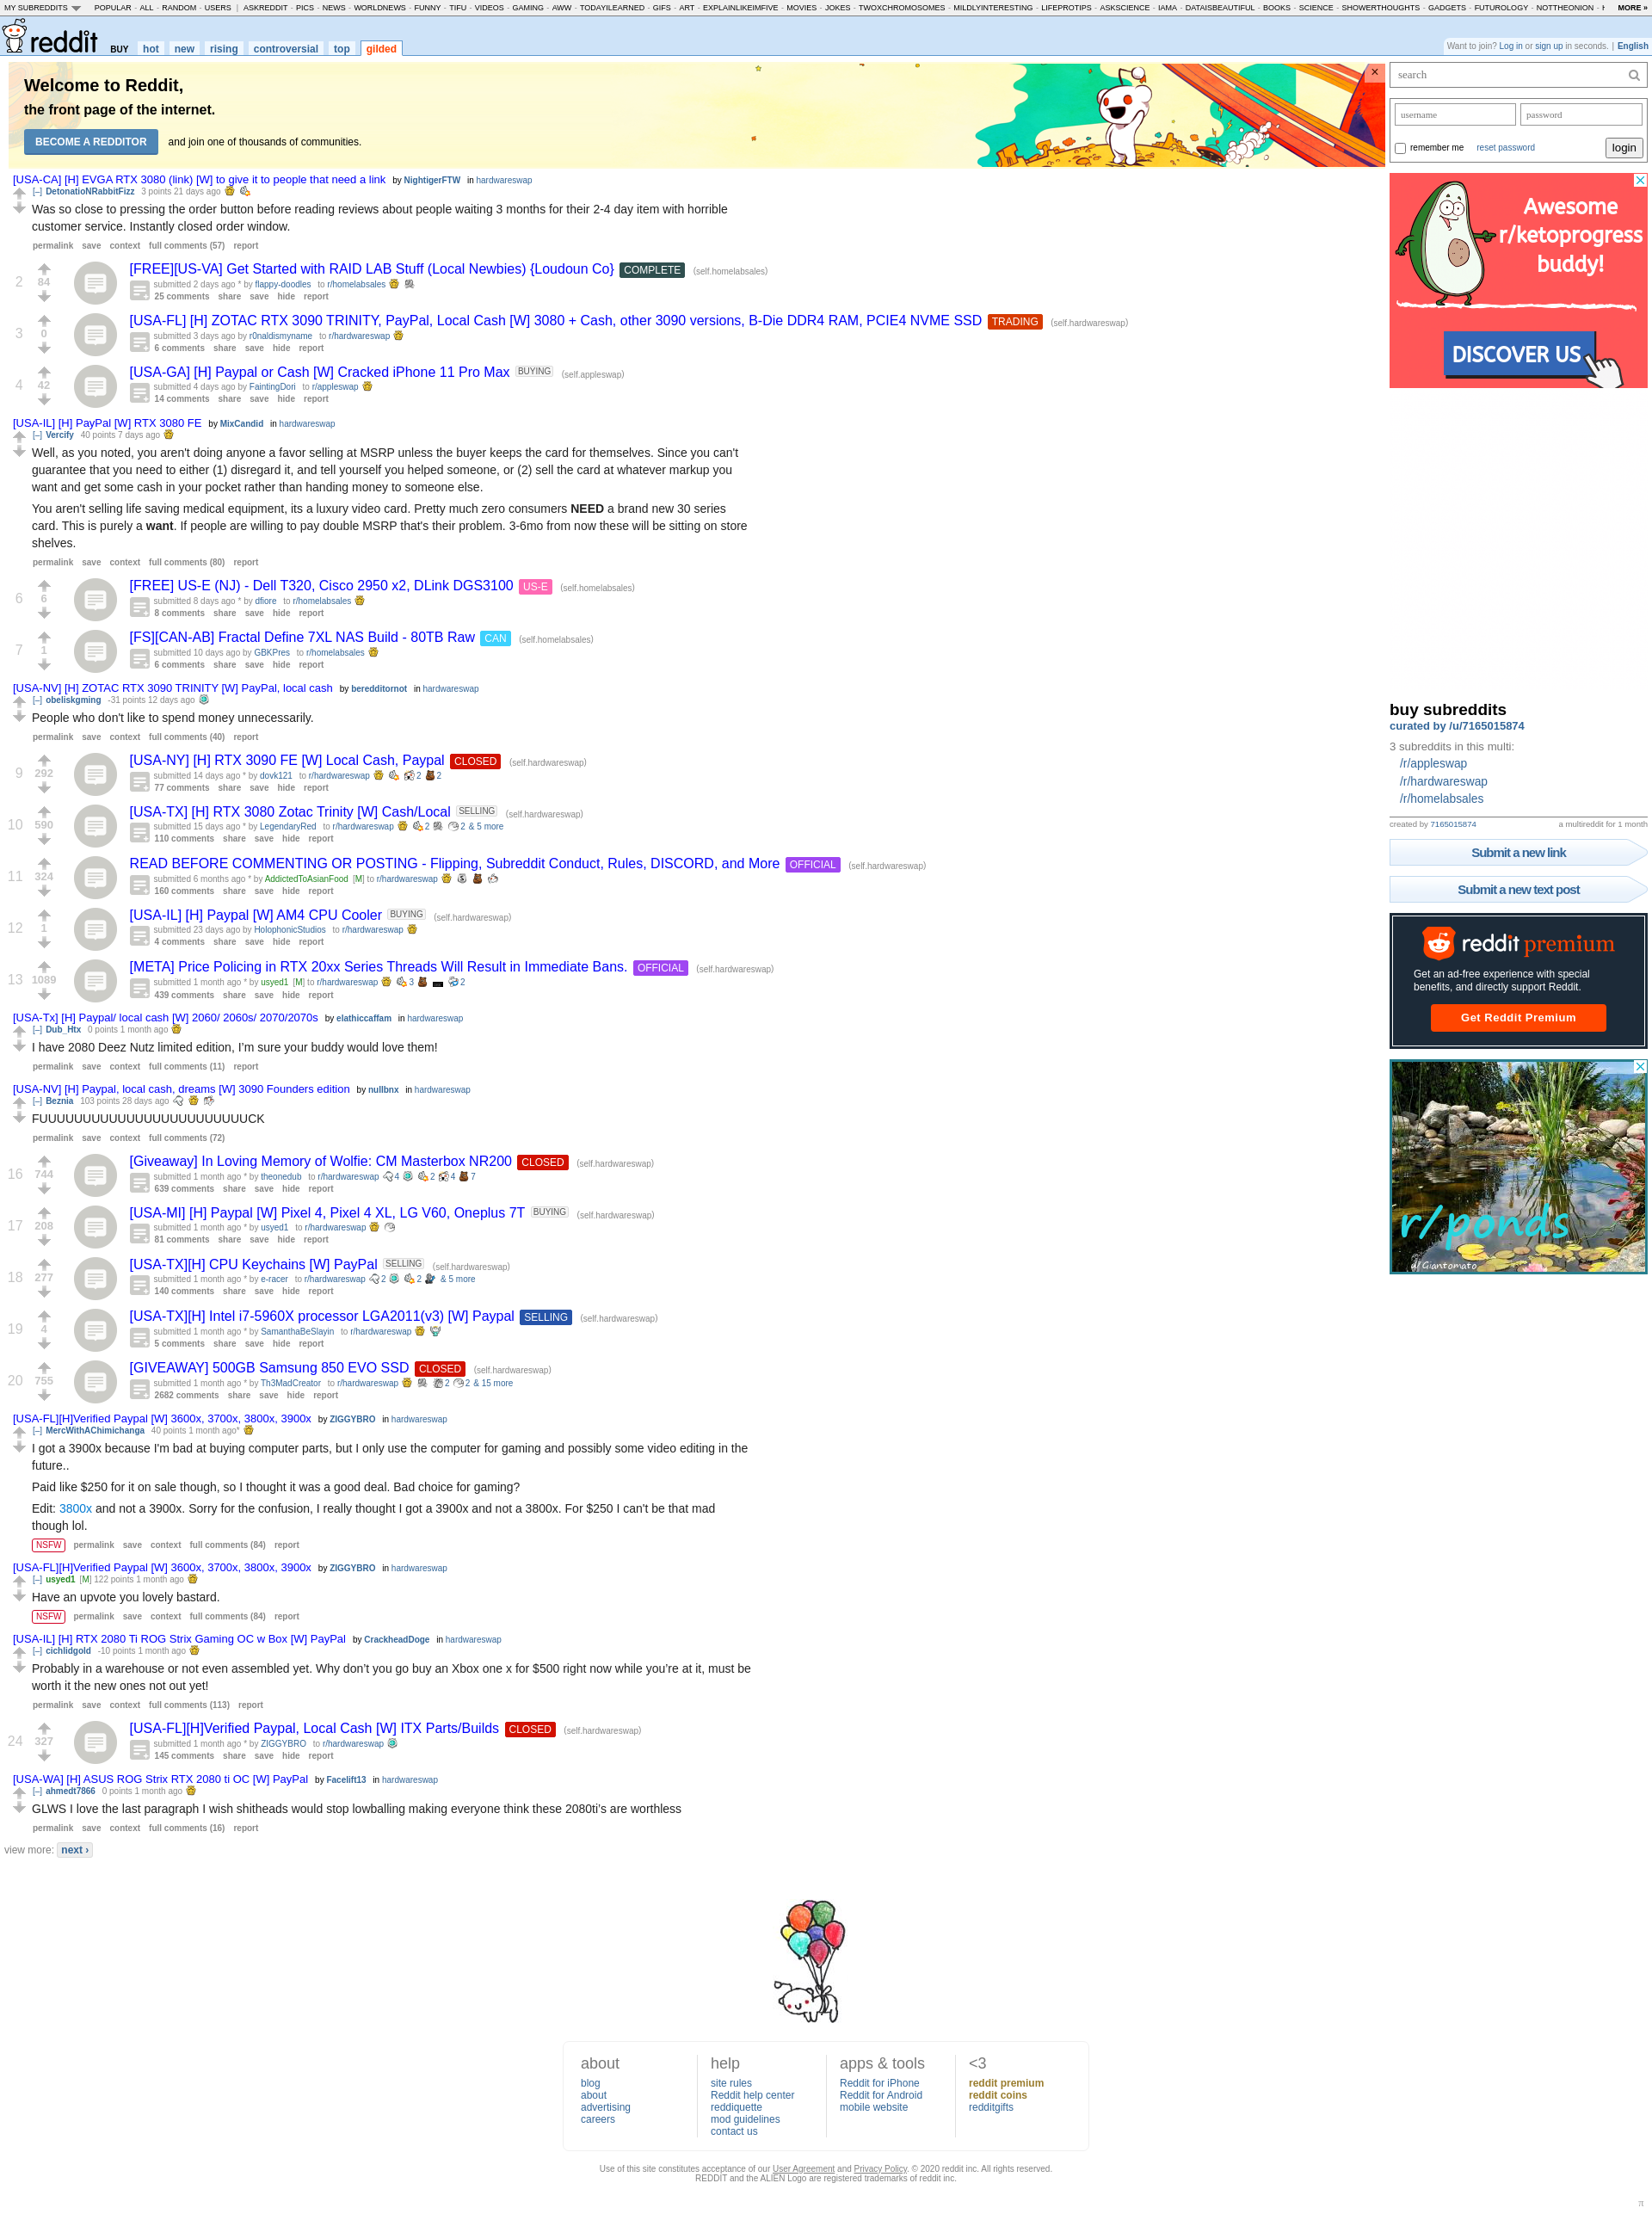 MY SUBREDDITS POPULAR - ALL - RANDOM - USERS | ASKREDDIT - PICS - NEWS - WORLDNEWS - FUNNY - TIFU - VIDEOS - GAMING - AWW - TODAYILEARNED - GIFS - ART - EXPLAINLIKEIMFIVE - MOVIES - JOKES - TWOXCHROMOSOMES - MILDLYINTERESTING - LIFEPROTIPS - ASKSCIENCE - IAMA - DATAISBEAUTIFUL - BOOKS - SCIENCE - SHOWERTHOUGHTS - GADGETS - FUTUROLOGY - NOTTHEONION - MORE »
reddit BUY hot new rising controversial top gilded
Want to join? Log in or sign up in seconds. | English
Welcome to Reddit,
the front page of the internet.
BECOME A REDDITOR and join one of thousands of communities.
×
search
username password
remember me reset password login
[USA-CA] [H] EVGA RTX 3080 (link) [W] to give it to people that need a link by NightigerFTW in hardwareswap
[–] DetonatioNRabbitFizz 3 points 21 days ago
Was so close to pressing the order button before reading reviews about people waiting 3 months for their 2-4 day item with horrible
customer service. Instantly closed order window.
permalink save context full comments (57) report
2 84 [FREE][US-VA] Get Started with RAID LAB Stuff (Local Newbies) {Loudoun Co} COMPLETE (self.homelabsales)
submitted 2 days ago * by flappy-doodles to r/homelabsales
25 comments share save hide report
3 0 [USA-FL] [H] ZOTAC RTX 3090 TRINITY, PayPal, Local Cash [W] 3080 + Cash, other 3090 versions, B-Die DDR4 RAM, PCIE4 NVME SSD TRADING (self.hardwareswap)
submitted 3 days ago by r0naldismyname to r/hardwareswap
6 comments share save hide report
4 42 [USA-GA] [H] Paypal or Cash [W] Cracked iPhone 11 Pro Max BUYING (self.appleswap)
submitted 4 days ago by FaintingDori to r/appleswap
14 comments share save hide report
[USA-IL] [H] PayPal [W] RTX 3080 FE by MixCandid in hardwareswap
[–] Vercify 40 points 7 days ago
Well, as you noted, you aren't doing anyone a favor selling at MSRP unless the buyer keeps the card for themselves. Since you can't
guarantee that you need to either (1) disregard it, and tell yourself you helped someone, or (2) sell the card at whatever markup you
want and get some cash in your pocket rather than handing money to someone else.
You aren't selling life saving medical equipment, its a luxury video card. Pretty much zero consumers NEED a brand new 30 series
card. This is purely a want. If people are willing to pay double MSRP that's their problem. 3-6mo from now these will be sitting on store
shelves.
permalink save context full comments (80) report
6 6 [FREE] US-E (NJ) - Dell T320, Cisco 2950 x2, DLink DGS3100 US-E (self.homelabsales)
submitted 8 days ago * by dfiore to r/homelabsales
8 comments share save hide report
7 1 [FS][CAN-AB] Fractal Define 7XL NAS Build - 80TB Raw CAN (self.homelabsales)
submitted 10 days ago by GBKPres to r/homelabsales
6 comments share save hide report
[USA-NV] [H] ZOTAC RTX 3090 TRINITY [W] PayPal, local cash by beredditornot in hardwareswap
[–] obeliskgming -31 points 12 days ago
People who don't like to spend money unnecessarily.
permalink save context full comments (40) report
9 292 [USA-NY] [H] RTX 3090 FE [W] Local Cash, Paypal CLOSED (self.hardwareswap)
submitted 14 days ago * by dovk121 to r/hardwareswap 2 2
77 comments share save hide report
10 590 [USA-TX] [H] RTX 3080 Zotac Trinity [W] Cash/Local SELLING (self.hardwareswap)
submitted 15 days ago * by LegendaryRed to r/hardwareswap 2 2 & 5 more
110 comments share save hide report
11 324 READ BEFORE COMMENTING OR POSTING - Flipping, Subreddit Conduct, Rules, DISCORD, and More OFFICIAL (self.hardwareswap)
submitted 6 months ago * by AddictedToAsianFood [M] to r/hardwareswap
160 comments share save hide report
12 1 [USA-IL] [H] Paypal [W] AM4 CPU Cooler BUYING (self.hardwareswap)
submitted 23 days ago by HolophonicStudios to r/hardwareswap
4 comments share save hide report
13 1089 [META] Price Policing in RTX 20xx Series Threads Will Result in Immediate Bans. OFFICIAL (self.hardwareswap)
submitted 1 month ago * by usyed1 [M] to r/hardwareswap 3 2
439 comments share save hide report
[USA-Tx] [H] Paypal/ local cash [W] 2060/ 2060s/ 2070/2070s by elathiccaffam in hardwareswap
[–] Dub_Htx 0 points 1 month ago
I have 2080 Deez Nutz limited edition, I'm sure your buddy would love them!
permalink save context full comments (11) report
[USA-NV] [H] Paypal, local cash, dreams [W] 3090 Founders edition by nullbnx in hardwareswap
[–] Beznia 103 points 28 days ago
FUUUUUUUUUUUUUUUUUUUUUUUUCK
permalink save context full comments (72)
16 744 [Giveaway] In Loving Memory of Wolfie: CM Masterbox NR200 CLOSED (self.hardwareswap)
submitted 1 month ago * by theonedub to r/hardwareswap 4 2 4 7
639 comments share save hide report
17 208 [USA-MI] [H] Paypal [W] Pixel 4, Pixel 4 XL, LG V60, Oneplus 7T BUYING (self.hardwareswap)
submitted 1 month ago * by usyed1 to r/hardwareswap
81 comments share save hide report
18 277 [USA-TX][H] CPU Keychains [W] PayPal SELLING (self.hardwareswap)
submitted 1 month ago * by e-racer to r/hardwareswap 2 2 & 5 more
140 comments share save hide report
19 4 [USA-TX][H] Intel i7-5960X processor LGA2011(v3) [W] Paypal SELLING (self.hardwareswap)
submitted 1 month ago * by SamanthaBeSlayin to r/hardwareswap
5 comments share save hide report
20 755 [GIVEAWAY] 500GB Samsung 850 EVO SSD CLOSED (self.hardwareswap)
submitted 1 month ago * by Th3MadCreator to r/hardwareswap 2 2 & 15 more
2682 comments share save hide report
[USA-FL][H]Verified Paypal [W] 3600x, 3700x, 3800x, 3900x by ZIGGYBRO in hardwareswap
[–] MercWithAChimichanga 40 points 1 month ago*
I got a 3900x because I'm bad at buying computer parts, but I only use the computer for gaming and possibly some video editing in the
future..
Paid like $250 for it on sale though, so I thought it was a good deal. Bad choice for gaming?
Edit: 3800x and not a 3900x. Sorry for the confusion, I really thought I got a 3900x and not a 3800x. For $250 I can't be that mad
though lol.
NSFW permalink save context full comments (84) report
[USA-FL][H]Verified Paypal [W] 3600x, 3700x, 3800x, 3900x by ZIGGYBRO in hardwareswap
[–] usyed1 [M] 122 points 1 month ago
Have an upvote you lovely bastard.
NSFW permalink save context full comments (84) report
[USA-IL] [H] RTX 2080 Ti ROG Strix Gaming OC w Box [W] PayPal by CrackheadDoge in hardwareswap
[–] cichlidgold -10 points 1 month ago
Probably in a warehouse or not even assembled yet. Why don't you go buy an Xbox one x for $500 right now while you're at it, must be
worth it the new ones not out yet!
permalink save context full comments (113) report
24 327 [USA-FL][H]Verified Paypal, Local Cash [W] ITX Parts/Builds CLOSED (self.hardwareswap)
submitted 1 month ago * by ZIGGYBRO to r/hardwareswap
145 comments share save hide report
[USA-WA] [H] ASUS ROG Strix RTX 2080 ti OC [W] PayPal by Facelift13 in hardwareswap
[–] ahmedt7866 0 points 1 month ago
GLWS I love the last paragraph I wish shitheads would stop lowballing making everyone think these 2080ti's are worthless
permalink save context full comments (16) report
view more: next ›
Awesome
r/ketoprogress
buddy!
DISCOVER US
buy subreddits
curated by /u/7165015874
3 subreddits in this multi:
/r/appleswap
/r/hardwareswap
/r/homelabsales
created by 7165015874 a multireddit for 1 month
Submit a new link
Submit a new text post
reddit premium
Get an ad-free experience with special
benefits, and directly support Reddit.
Get Reddit Premium
r/ponds
u/Giantomato
about
blog
about
advertising
careers
help
site rules
Reddit help center
reddiquette
mod guidelines
contact us
apps & tools
Reddit for iPhone
Reddit for Android
mobile website
<3
reddit premium
reddit coins
redditgifts
Use of this site constitutes acceptance of our User Agreement and Privacy Policy. © 2020 reddit inc. All rights reserved.
REDDIT and the ALIEN Logo are registered trademarks of reddit inc.
π